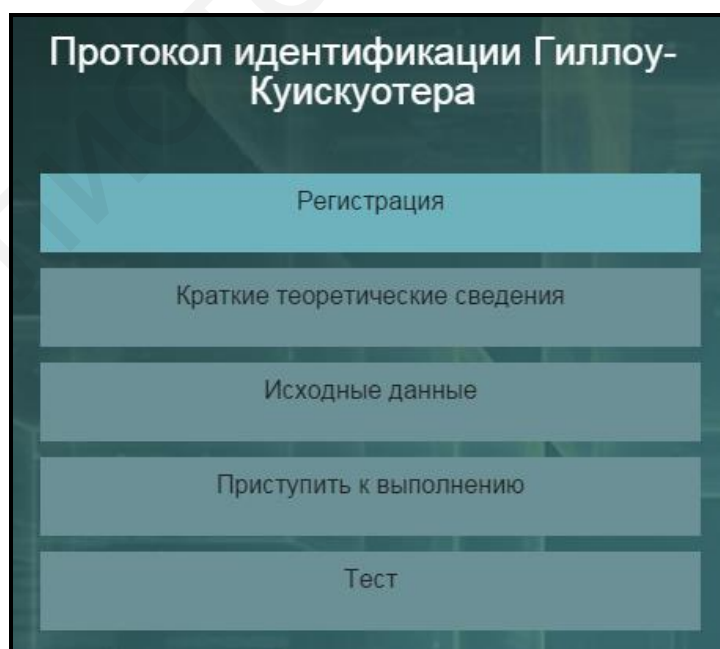 Протокол идентификации Гиллоу-
Куискуотера
Регистрация
Краткие теоретические сведения
Исходные данные
Приступить к выполнению
Тест